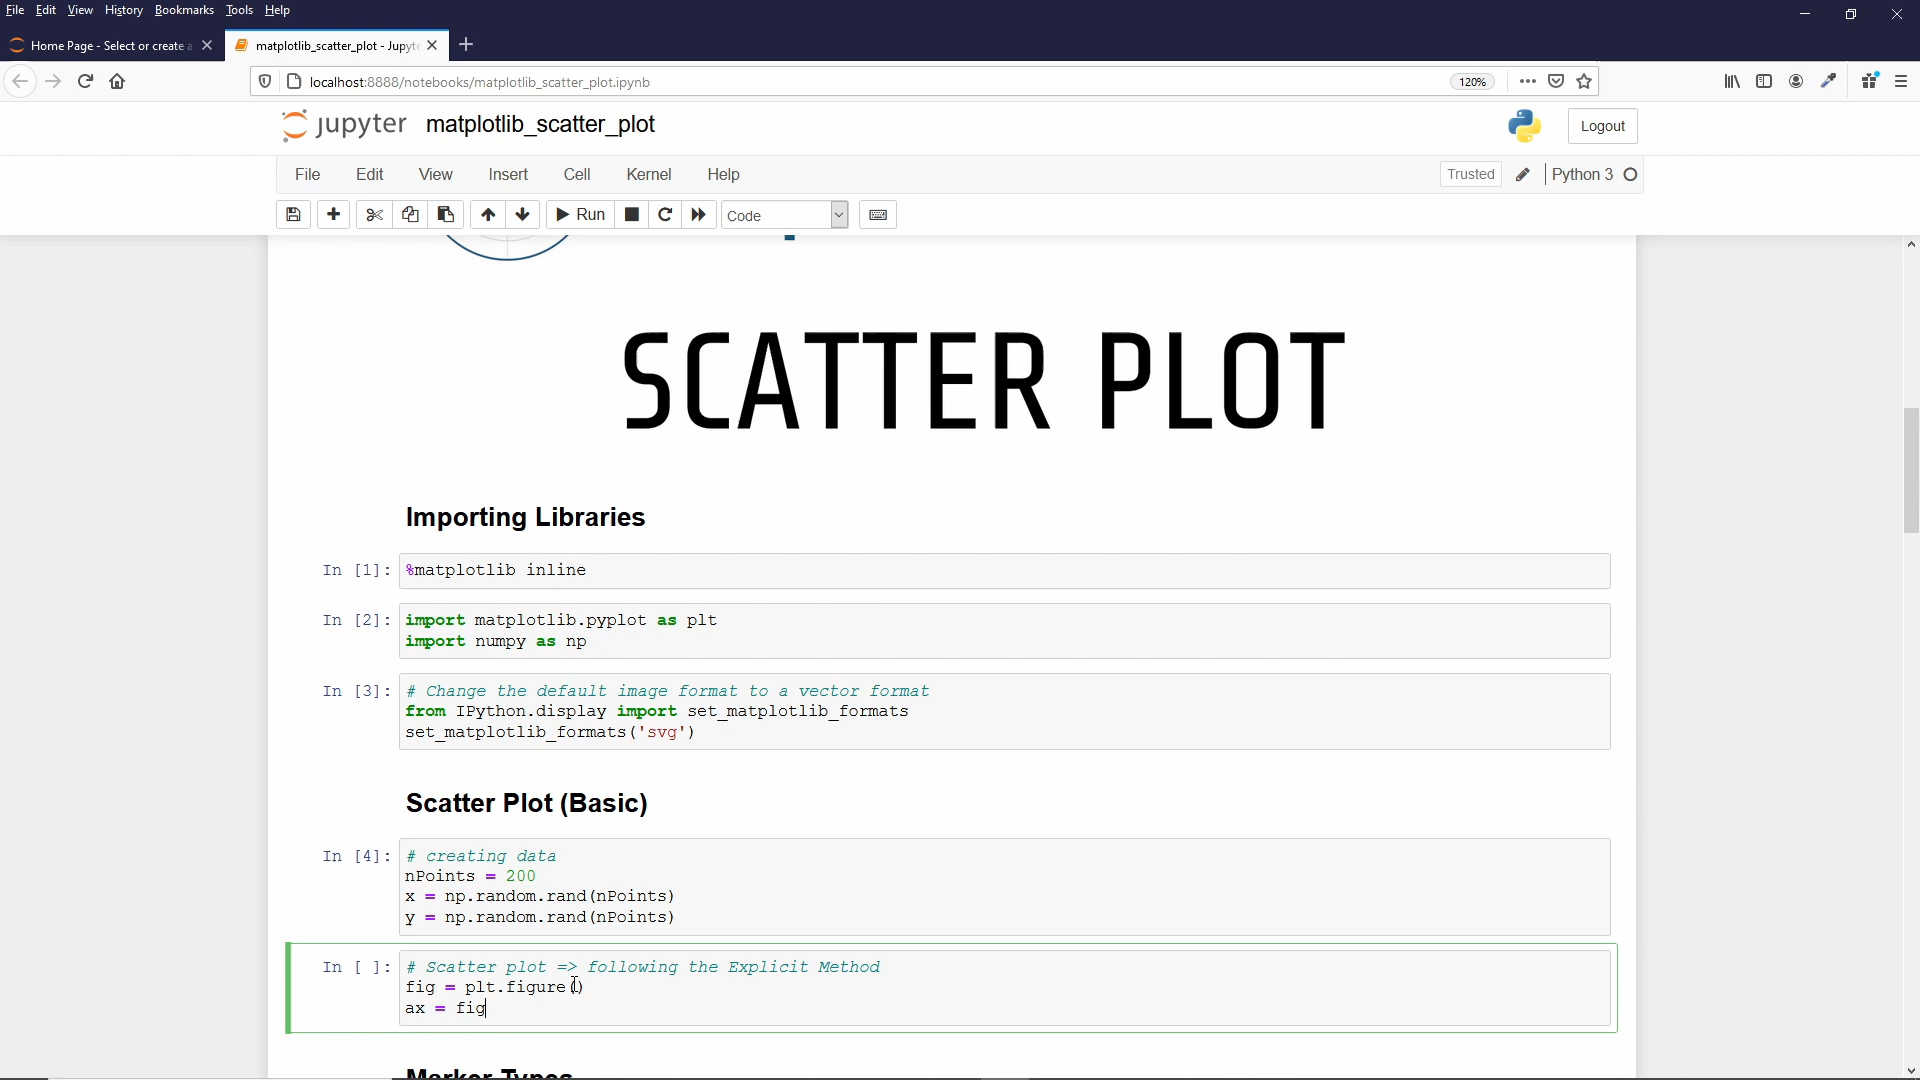 File Edit View History Bookmarks Tools Help
Home Page - Select or create a
matplotlib_scatter_plot - Jupyte
localhost:8888/notebooks/matplotlib_scatter_plot.ipynb
120%
jupyter matplotlib_scatter_plot
Logout
File Edit View Insert Cell Kernel Help
Trusted
Python 3
Run
Code
SCATTER PLOT
Importing Libraries
In [1]: %matplotlib inline
In [2]: import matplotlib.pyplot as plt
import numpy as np
In [3]: # Change the default image format to a vector format
from IPython.display import set_matplotlib_formats
set_matplotlib_formats('svg')
Scatter Plot (Basic)
In [4]: # creating data
nPoints = 200
x = np.random.rand(nPoints)
y = np.random.rand(nPoints)
In [ ]: # Scatter plot => following the Explicit Method
fig = plt.figure()
ax = fig
Marker Types